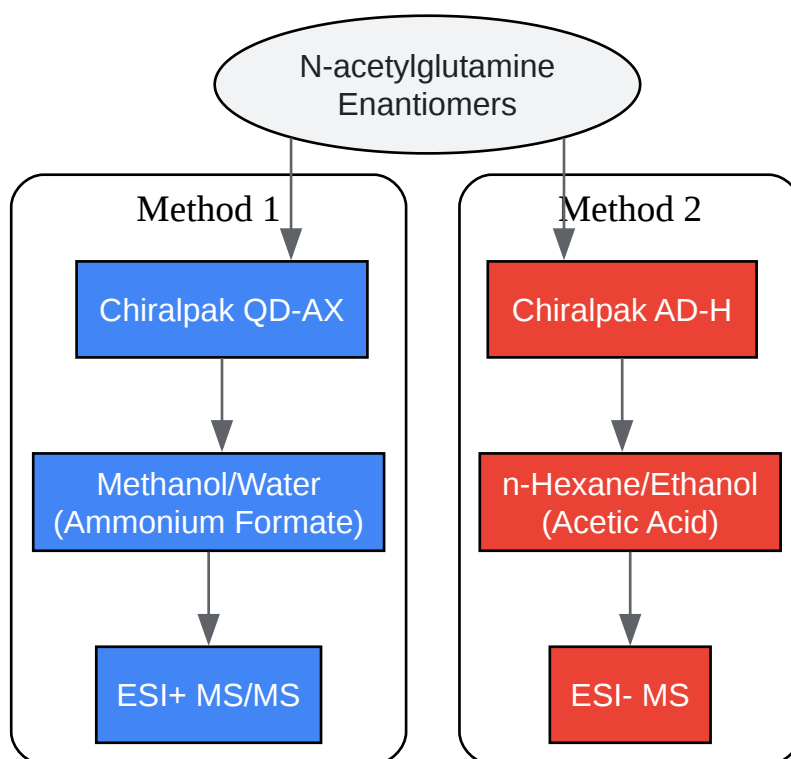 N-acetylglutamine
Enantiomers
Method 1
Chiralpak QD-AX
Methanol/Water
(Ammonium Formate)
ESI+ MS/MS
Method 2
Chiralpak AD-H
n-Hexane/Ethanol
(Acetic Acid)
ESI- MS